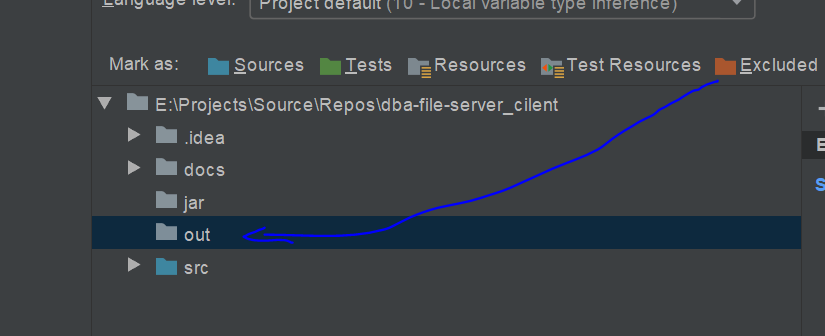 Language level: Project default (10 - Local variable type inference)
Mark as: Sources Tests Resources Test Resources Excluded
E:\Projects\Source\Repos\dba-file-server_cilent
.idea
docs
jar
out
src